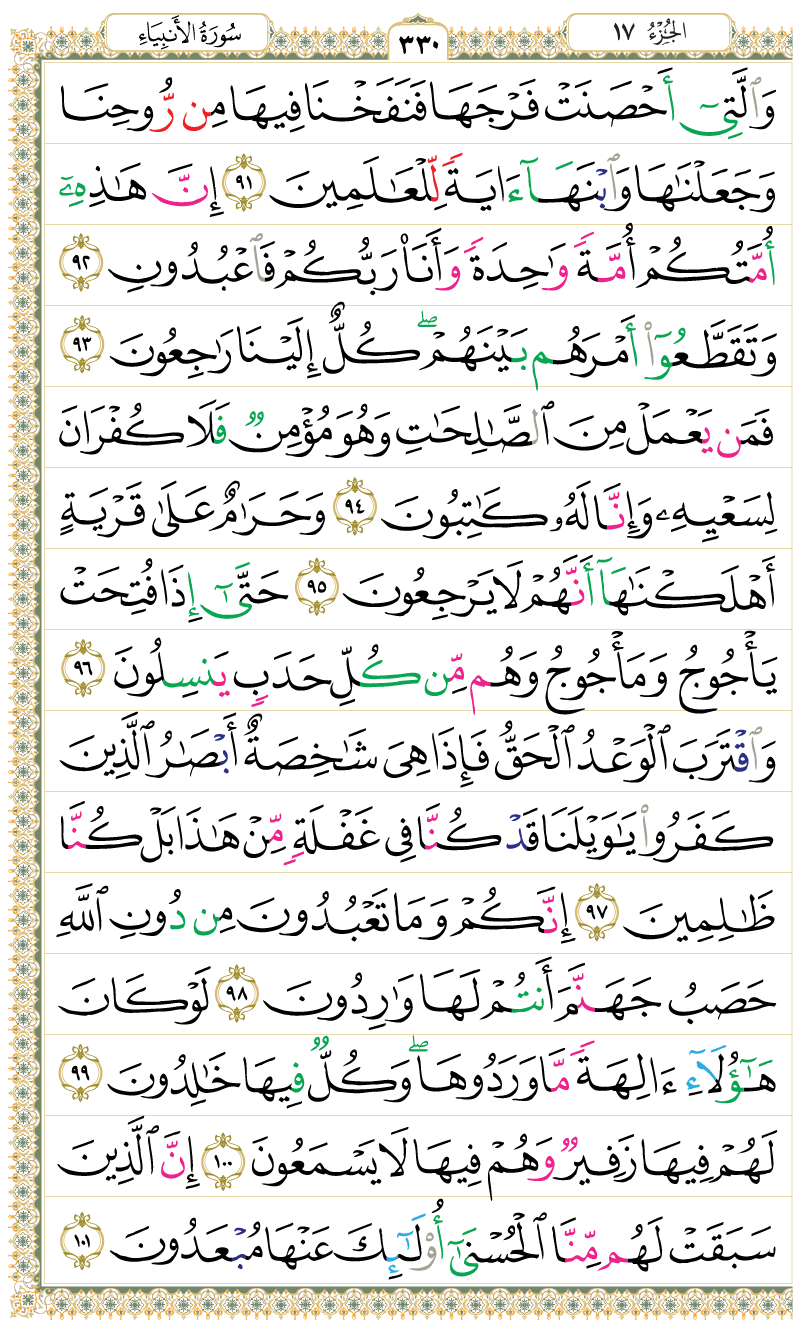 الجُزْءُ ١٧
٣٣٠
سُورَةُ الأَنبِيَاءِ
وَٱلَّتِىٓ أَحْصَنَتْ فَرْجَهَا فَنَفَخْنَا فِيهَا مِن رُّوحِنَا
وَجَعَلْنَٰهَا وَٱبْنَهَآ ءَايَةً لِّلْعَٰلَمِينَ ٩١ إِنَّ هَٰذِهِۦٓ
أُمَّتُكُمْ أُمَّةً وَٰحِدَةً وَأَنَا۠ رَبُّكُمْ فَٱعْبُدُونِ ٩٢
وَتَقَطَّعُوٓا۟ أَمْرَهُم بَيْنَهُمْ ۖ كُلٌّ إِلَيْنَا رَٰجِعُونَ ٩٣
فَمَن يَعْمَلْ مِنَ ٱلصَّٰلِحَٰتِ وَهُوَ مُؤْمِنٌ فَلَا كُفْرَانَ
لِسَعْيِهِۦ وَإِنَّا لَهُۥ كَٰتِبُونَ ٩٤ وَحَرَٰمٌ عَلَىٰ قَرْيَةٍ
أَهْلَكْنَٰهَآ أَنَّهُمْ لَا يَرْجِعُونَ ٩٥ حَتَّىٰٓ إِذَا فُتِحَتْ
يَأْجُوجُ وَمَأْجُوجُ وَهُم مِّن كُلِّ حَدَبٍ يَنسِلُونَ ٩٦
وَٱقْتَرَبَ ٱلْوَعْدُ ٱلْحَقُّ فَإِذَا هِىَ شَٰخِصَةٌ أَبْصَٰرُ ٱلَّذِينَ
كَفَرُوا۟ يَٰوَيْلَنَا قَدْ كُنَّا فِى غَفْلَةٍ مِّنْ هَٰذَا بَلْ كُنَّا
ظَٰلِمِينَ ٩٧ إِنَّكُمْ وَمَا تَعْبُدُونَ مِن دُونِ ٱللَّهِ
حَصَبُ جَهَنَّمَ أَنتُمْ لَهَا وَٰرِدُونَ ٩٨ لَوْ كَانَ
هَٰٓؤُلَآءِ ءَالِهَةً مَّا وَرَدُوهَا ۖ وَكُلٌّ فِيهَا خَٰلِدُونَ ٩٩
لَهُمْ فِيهَا زَفِيرٌ وَهُمْ فِيهَا لَا يَسْمَعُونَ ١٠٠ إِنَّ ٱلَّذِينَ
سَبَقَتْ لَهُم مِّنَّا ٱلْحُسْنَىٰٓ أُو۟لَٰٓئِكَ عَنْهَا مُبْعَدُونَ ١٠١